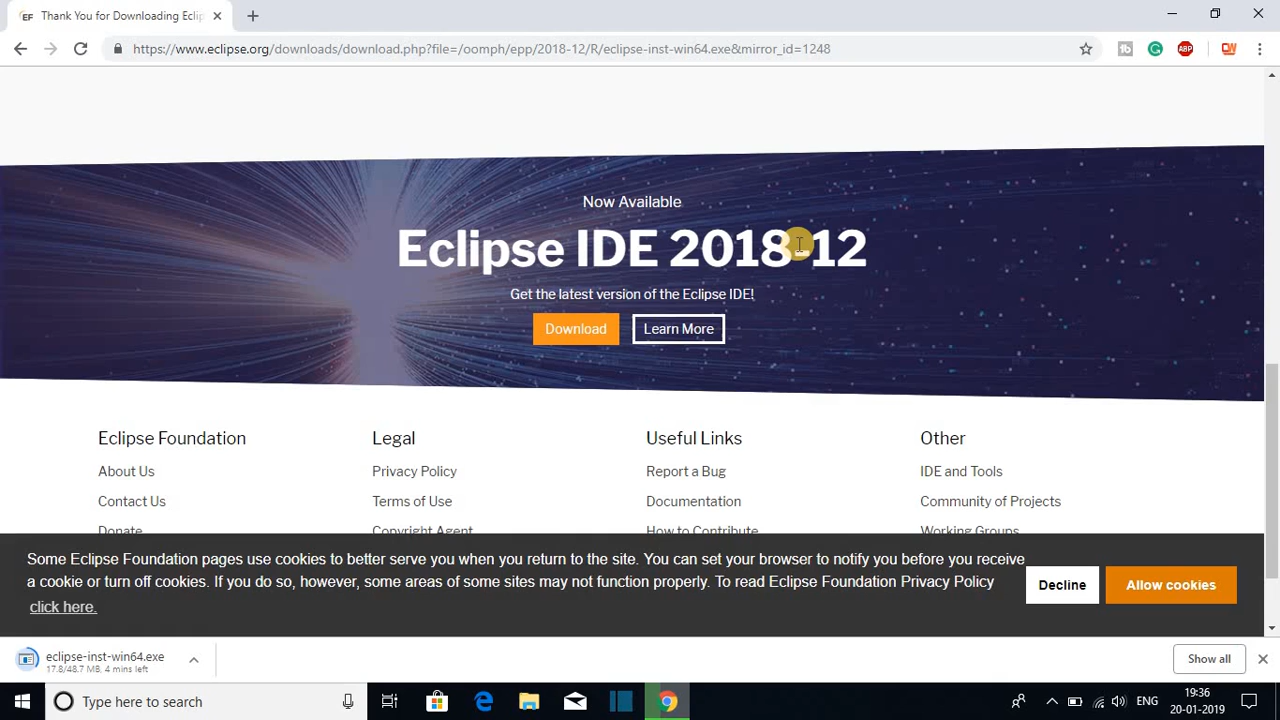 Thank You for Downloading Eclip
https://www.eclipse.org/downloads/download.php?file=/oomph/epp/2018-12/R/eclipse-inst-win64.exe&mirror_id=1248
Now Available
Eclipse IDE 2018-12
Get the latest version of the Eclipse IDE!
Download
Learn More
Eclipse Foundation
Legal
Useful Links
Other
About Us
Privacy Policy
Report a Bug
IDE and Tools
Contact Us
Terms of Use
Documentation
Community of Projects
Donate
Copyright Agent
How to Contribute
Working Groups
Some Eclipse Foundation pages use cookies to better serve you when you return to the site. You can set your browser to notify you before you receive
a cookie or turn off cookies. If you do so, however, some areas of some sites may not function properly. To read Eclipse Foundation Privacy Policy
click here.
Decline
Allow cookies
eclipse-inst-win64.exe
17.8/48.7 MB, 4 mins left
Show all
Type here to search
ENG
19:36
20-01-2019
ABP